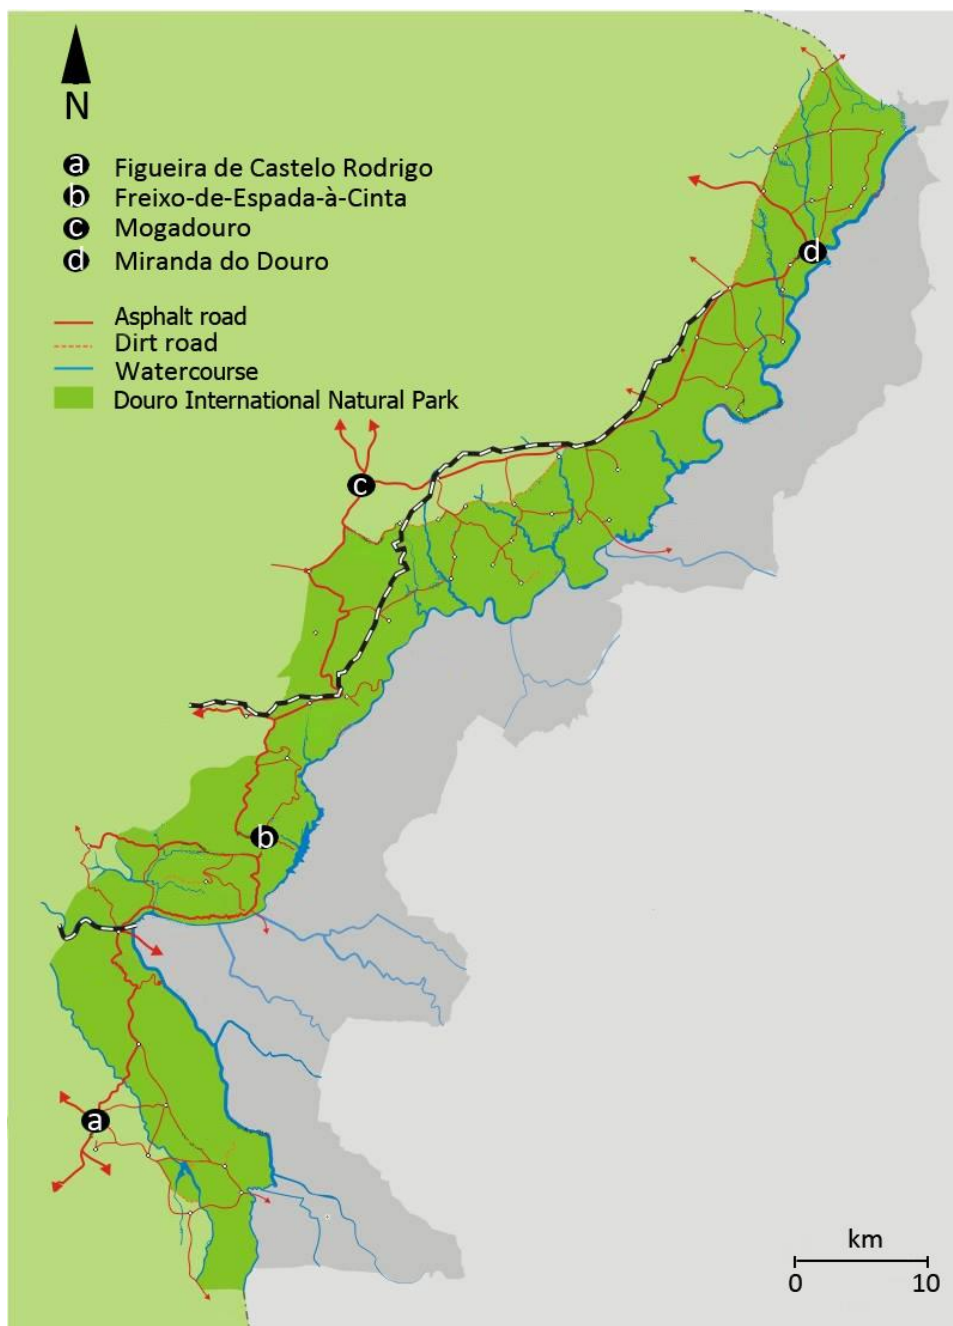 N
a Figueira de Castelo Rodrigo
b Freixo-de-Espada-à-Cinta
c Mogadouro
d Miranda do Douro
Asphalt road
Dirt road
Watercourse
Douro International Natural Park
d
c
b
a
km
0 10